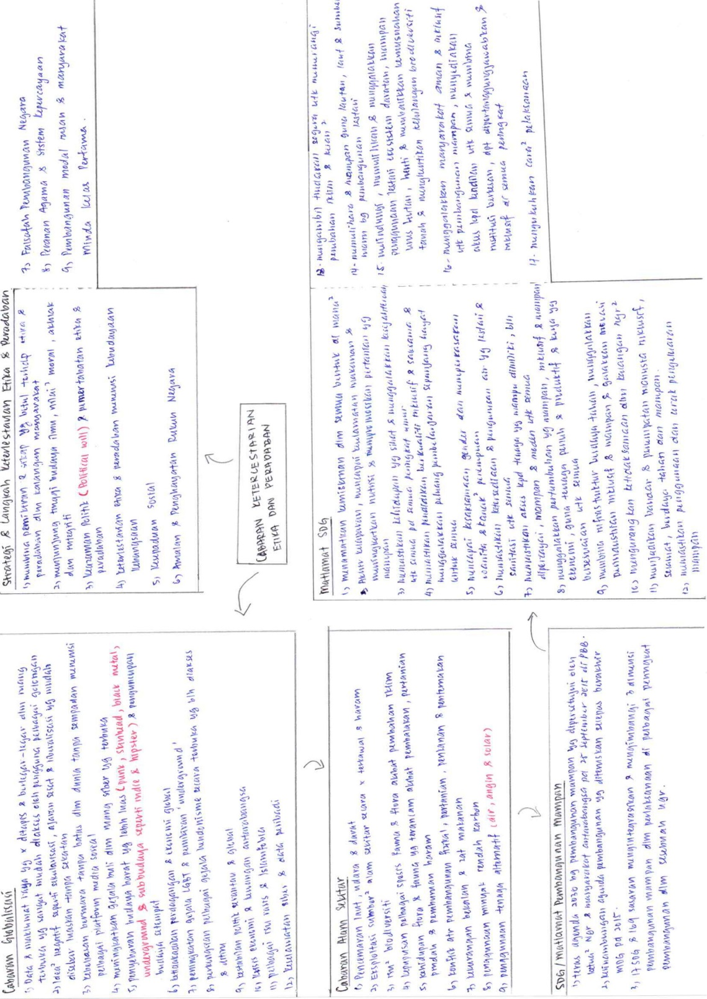 CABARAN KETERLESTARIAN
ETIKA DAN PERADABAN
Cabaran Globalisasi
1) Data & maklumat maya yg x ditapis & berlegar-legar dlm ruang
terbuka yg sangat mudah diakses oleh pengguna pelbagai golongan
2) Idea² negatif seperti sekularisasi, ajaran sesat & liberalisasi yg mudah
disebar luaskan tanpa sekatan
3) Kebebasan bersuara tanpa batas dlm dunia tanpa sempadan menerusi
pelbagai platform media sosial
4) meningkatkan gejala buli dlm ruang siber yg terbuka
5) penyebaran budaya barat yg lebih luas (punk, skinhead, black metal,
underground & subbudaya seperti indie & hipster) & penguncupan
budaya setempat
6) ketidakadilan perdagangan & ekonomi global
7) peningkatan gejala LGBT & pemikiran 'underground'
8) pelbagai gejala hedonisme secara terbuka yg blh diakses
& ditiru
9) kestabilan politik serantau & global
10) krisis ekonomi & kewangan antarabangsa
11) pelbagai isu rasis & Islamfobia
12) keselamatan siber & data peribadi
Cabaran Alam Sekitar
1) Pencemaran laut, udara & darat
2) Eksploitasi sumber² alam sekitar secara x terkawal & haram
3) isu² biodiversiti
4) kepupusan pelbagai spesis fauna & flora akibat pembahan iklim
5) kehidupan flora & fauna yg terancam akibat pembalakan, pertanian
pindah & pemburuan haram
6) konflik air pembangunan fizikal, pertanian, perikanan & penternakan
7) kekurangan bekalan & zat makanan
8) penggunaan minyak rendah karbon
9) penggunaan tenaga alternatif (air, angin & solar)
SDG / Matlamat Pembangunan Mampan
1) teras agenda 2030 bg pembangunan mampan yg dipersetujui oleh
ketua² Ngr & masyarakat antarabangsa pd 25 September 2015 di PBB.
2) kesinambungan agenda pembangunan yg diteruskan selepas berakhir
MDG pd 2015.
3) 17 SDG & 169 sasaran mengintegrasikan & mengimbangi 3 dimensi
pembangunan mampan dlm perlaksanaan di pelbagai peringkat
pembangunan dlm sesebuah ngr.
Strategi & Langkah Keterlestarian Etika & Peradaban
1) membina pemikiran & sikap yg betul terhdp etika &
peradaban dlm kalangan masyarakat
2) menjunjung tinggi budaya ilmu, nilai² moral, akhlak
dan integriti
3) keazaman Politik (Political will) & pemertabatan etika &
peradaban
4) keterlestarian etika & peradaban menerusi kebudayaan
kebangsaan
5) Kesepaduan Sosial
6) Amalan & Penghayatan Rukun Negara
7) Falsafah Pembangunan Negara
8) Peranan Agama & Sistem kepercayaan
9) Pembangunan modal insan & masyarakat
Minda Kelas Pertama.
Matlamat SDG
1) menamatkan kemiskinan dlm semua bentuk di mana²
2) Akhiri kelaparan, mencapai keselamatan makanan &
meningkatkan nutrisi & mempromosikan pertanian yg
mampan
3) memastikan kehidupan yg sihat & menggalakkan kesejahteraan
utk semua pd semua peringkat umur
4) memastikan pendidikan berkualiti inklusif & saksama &
menggalakkan peluang pembelajaran sepanjang hayat
untuk semua
5) mencapai kesaksamaan gender dan memperkasakan
wanita & kanak² perempuan
6) memastikan ketersediaan & pengurusan air yg lestari &
sanitasi utk semua
7) memastikan akses kpd tenaga yg mampu dimiliki, blh
dipercayai, mampan & moden utk semua
8) menggalakkan pertumbuhan yg mampan, inklusif & mampan
ekonomi, guna tenaga penuh & produktif & kerja yg
bersesuaian utk semua
9) membina infrastruktur berdaya tahan, menggalakkan
perindustrian inklusif & mampan & galakkan inovasi
10) mengurangkan ketidaksamaan dlm kalangan ngr²
11) menjadikan bandar & penempatan manusia inklusif,
selamat, berdaya tahan dan mampan.
12) memastikan penggunaan dan corak pengeluaran
mampan
13- mengambil tindakan segera utk menerangi
pembahan iklim & kesan²
14- memulihara & mampan guna lautan, laut & sumber
marin bg pembangunan lestari
15- melindungi, memulihkan & menggalakkan
penggunaan lestari ekosistem daratan, mampan
urus hutan, henti & membalikkan kemusnahan
tanah & menghentikan kehilangan biodiversiti
16- menggalakkan masyarakat aman & inklusif
utk pembangunan mampan, menyediakan
akses kpd keadilan utk semua & membina
institusi berkesan, dpt dipertanggungjawabkan &
inklusif di semua peringkat
17- mengukuhkan cara² pelaksanaan